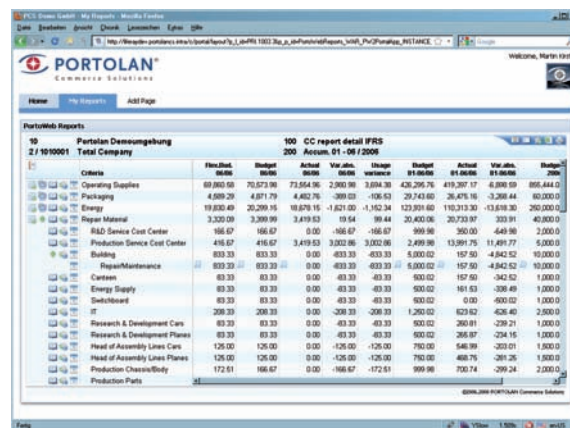 PCS Demo GmbH - My Reports - Mozilla Firefox
Datei Bearbeiten Ansicht Chronik Lesezeichen Extras Hilfe
Google
PORTOLAN®
Commerce Solutions
Welcome, Martin
Home My Reports Add Page
PortoWeb Reports
10 Portolan Demoumgebung 100 CC report detail IFRS
2 / 1010001 Total Company 200 Accum. 01 - 06 / 2006
Flex.Bud. Budget Actual Var.abs. Usage Budget Actual Var.abs. Budget
Criteria 06/06 06/06 06/06 06/06 variance 01-06/06 01-06/06 01-06/06
Operating Supplies 69,860.58 70,573.98 73,554.96 2,980.98 3,694.38 426,295.76 419,397.17 -6,898.59 855,444.0
Packaging 4,589.29 4,871.79 4,482.76 -389.03 -106.53 29,743.60 26,475.16 -3,268.44 60,000.0
Energy 19,830.49 20,299.15 18,678.15 -1,621.00 -1,152.34 123,931.60 110,313.30 -13,618.30 250,000.0
Repair Material 3,320.09 3,399.99 3,419.53 19.54 99.44 20,400.06 20,733.97 333.91 40,800.0
R&D Service Cost Center 166.67 166.67 0.00 -166.67 -166.67 999.98 350.00 -649.98 2,000.0
Production Service Cost Center 416.67 416.67 3,419.53 3,002.86 3,002.86 2,499.98 13,991.75 11,491.77 5,000.0
Building 833.33 833.33 0.00 -833.33 -833.33 5,000.02 157.50 -4,842.52 10,000.0
Repair/Maintenance 833.33 833.33 0.00 -833.33 -833.33 5,000.02 157.50 -4,842.52 10,000.0
Canteen 83.33 83.33 0.00 -83.33 -83.33 500.02 157.50 -342.52 1,000.0
Energy Supply 83.33 83.33 0.00 -83.33 -83.33 500.02 161.53 -338.49 1,000.0
Switchboard 83.33 83.33 0.00 -83.33 -83.33 500.02 0.00 -500.02 1,000.0
IT 208.33 208.33 0.00 -208.33 -208.33 1,250.02 623.62 -626.40 2,500.0
Research & Development Cars 83.33 83.33 0.00 -83.33 -83.33 500.02 260.81 -239.21 1,000.0
Research & Development Planes 83.33 83.33 0.00 -83.33 -83.33 500.02 265.87 -234.15 1,000.0
Head of Assembly Lines Cars 125.00 125.00 0.00 -125.00 -125.00 750.00 546.99 -203.01 1,500.0
Head of Assembly Lines Planes 125.00 125.00 0.00 -125.00 -125.00 750.00 468.75 -281.25 1,500.0
Production Chassis/Body 172.51 166.67 0.00 -166.67 -172.51 999.98 700.74 -299.24 2,000.0
Production Parts
©2006,2008 PORTOLAN Commerce Solutions
Fertig YSlow